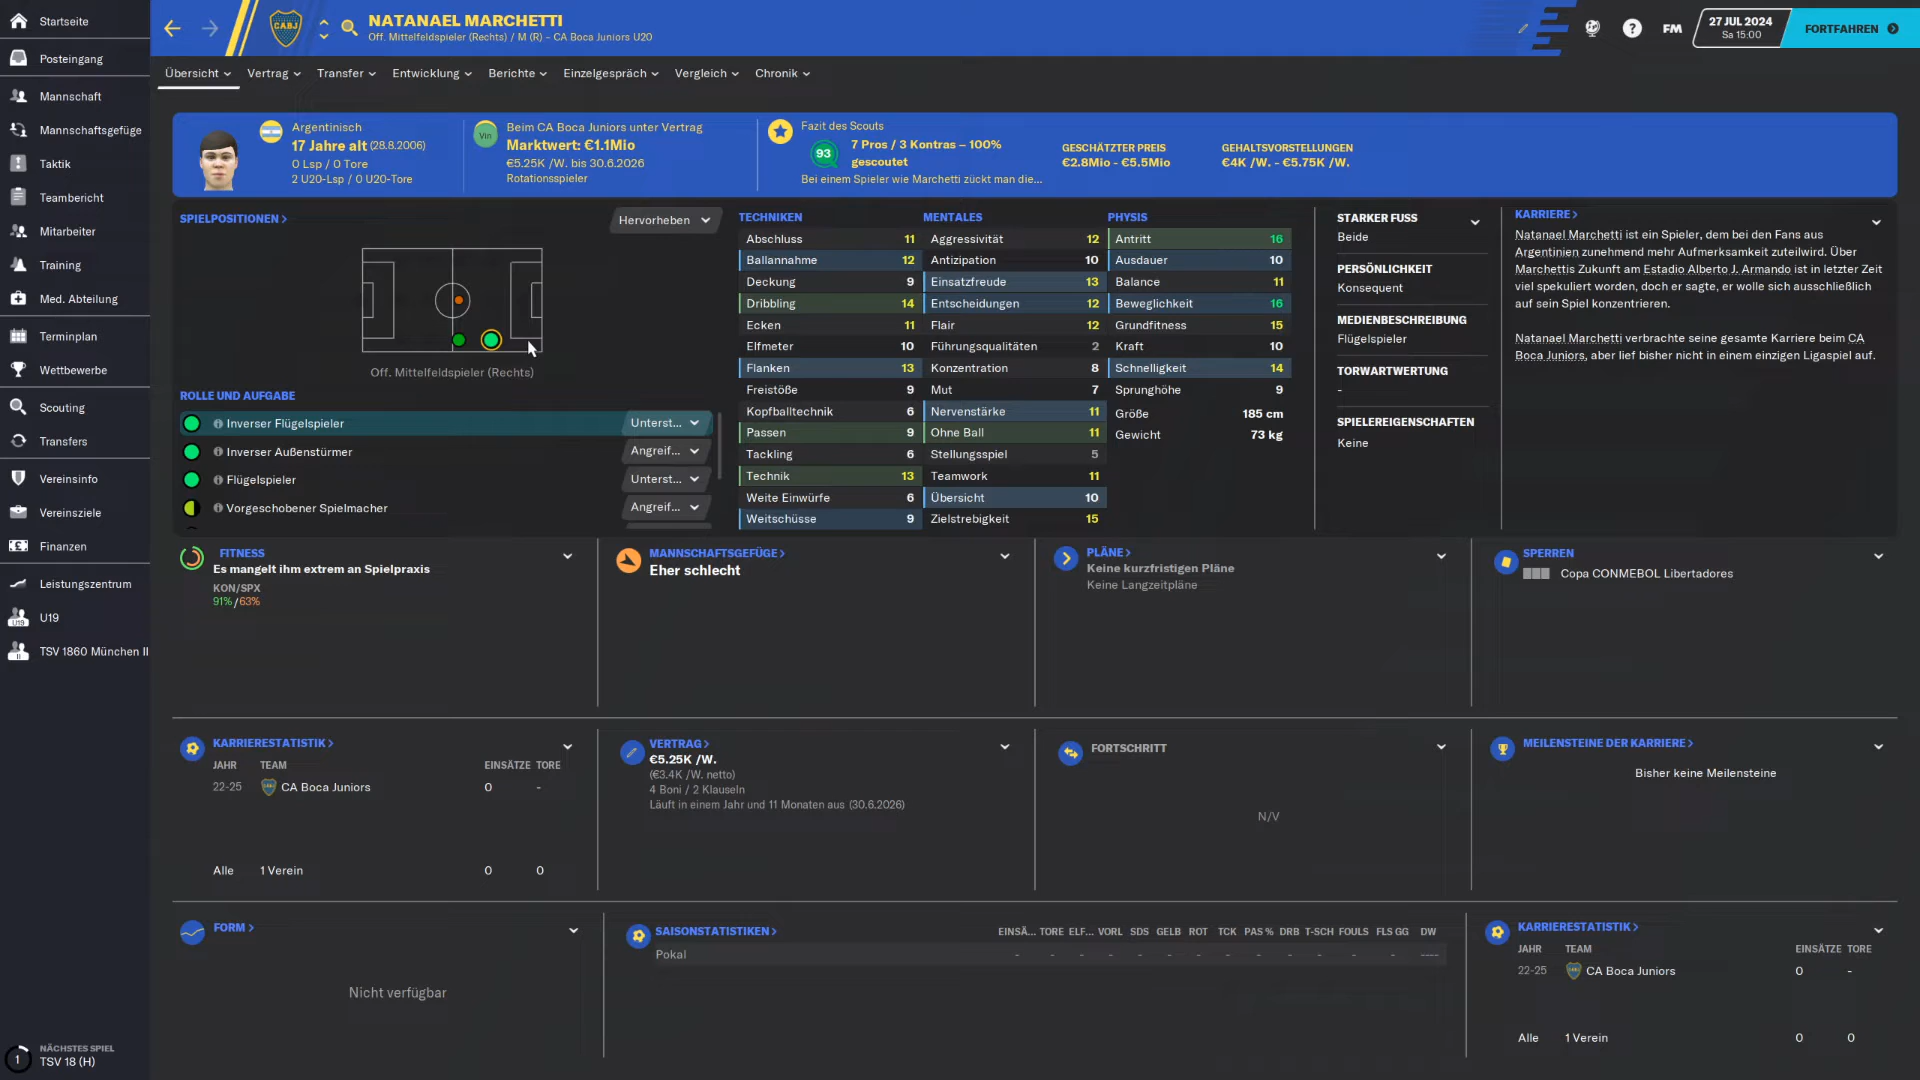 Startseite
Posteingang
Mannschaft
Mannschaftsgefüge
Taktik
Teambericht
Mitarbeiter
Training
Med. Abteilung
Terminplan
Wettbewerbe
Scouting
Transfers
Vereinsinfo
Vereinsziele
Finanzen
Leistungszentrum
U19
TSV 1860 München II
NÄCHSTES SPIEL
TSV 18 (H)
NATANAEL MARCHETTI
Off. Mittelfeldspieler (Rechts) / M (R) – CA Boca Juniors U20
FM
27 JUL 2024
Sa 15:00
FORTFAHREN
Übersicht Vertrag Transfer Entwicklung Berichte Einzelgespräch Vergleich Chronik
Argentinisch
17 Jahre alt (28.8.2006)
0 Lsp / 0 Tore
2 U20-Lsp / 0 U20-Tore
Vin
Beim CA Boca Juniors unter Vertrag
Marktwert: €1.1Mio
€5.25K /W. bis 30.6.2026
Rotationsspieler
Fazit des Scouts
93
7 Pros / 3 Kontras – 100%
gescoutet
Bei einem Spieler wie Marchetti zückt man die...
GESCHÄTZTER PREIS
€2.8Mio - €5.5Mio
GEHALTSVORSTELLUNGEN
€4K /W. - €5.75K /W.
SPIELPOSITIONEN >
Hervorheben
Off. Mittelfeldspieler (Rechts)
ROLLE UND AUFGABE
Inverser Flügelspieler Unterst...
Inverser Außenstürmer Angreif...
Flügelspieler Unterst...
Vorgeschobener Spielmacher Angreif...
TECHNIKEN
Abschluss 11
Ballannahme 12
Deckung 9
Dribbling 14
Ecken 11
Elfmeter 10
Flanken 13
Freistöße 9
Kopfballtechnik 6
Passen 9
Tackling 6
Technik 13
Weite Einwürfe 6
Weitschüsse 9
MENTALES
Aggressivität 12
Antizipation 10
Einsatzfreude 13
Entscheidungen 12
Flair 12
Führungsqualitäten 2
Konzentration 8
Mut 7
Nervenstärke 11
Ohne Ball 11
Stellungsspiel 5
Teamwork 11
Übersicht 10
Zielstrebigkeit 15
PHYSIS
Antritt 16
Ausdauer 10
Balance 11
Beweglichkeit 16
Grundfitness 15
Kraft 10
Schnelligkeit 14
Sprunghöhe 9
Größe 185 cm
Gewicht 73 kg
STARKER FUSS
Beide
PERSÖNLICHKEIT
Konsequent
MEDIENBESCHREIBUNG
Flügelspieler
TORWARTWERTUNG
-
SPIELEREIGENSCHAFTEN
Keine
KARRIERE >
Natanael Marchetti ist ein Spieler, dem bei den Fans aus
Argentinien zunehmend mehr Aufmerksamkeit zuteilwird. Über
Marchettis Zukunft am Estadio Alberto J. Armando ist in letzter Zeit
viel spekuliert worden, doch er sagte, er wolle sich ausschließlich
auf sein Spiel konzentrieren.
Natanael Marchetti verbrachte seine gesamte Karriere beim CA
Boca Juniors, aber lief bisher nicht in einem einzigen Ligaspiel auf.
FITNESS
Es mangelt ihm extrem an Spielpraxis
KON/SPX
91% / 63%
MANNSCHAFTSGEFÜGE >
Eher schlecht
PLÄNE >
Keine kurzfristigen Pläne
Keine Langzeitpläne
SPERREN
Copa CONMEBOL Libertadores
KARRIERESTATISTIK >
JAHR TEAM EINSÄTZE TORE
22-25 CA Boca Juniors 0 -
Alle 1 Verein 0 0
VERTRAG >
€5.25K /W.
(€3.4K /W. netto)
4 Boni / 2 Klauseln
Läuft in einem Jahr und 11 Monaten aus (30.6.2026)
FORTSCHRITT
N/V
MEILENSTEINE DER KARRIERE >
Bisher keine Meilensteine
FORM >
Nicht verfügbar
SAISONSTATISTIKEN >
EINSÄ... TORE ELF... VORL SDS GELB ROT TCK PAS % DRB T-SCH FOULS FLS GG DW
Pokal - - - - - - - - - - - - - ----
KARRIERESTATISTIK >
JAHR TEAM EINSÄTZE TORE
22-25 CA Boca Juniors 0 -
Alle 1 Verein 0 0